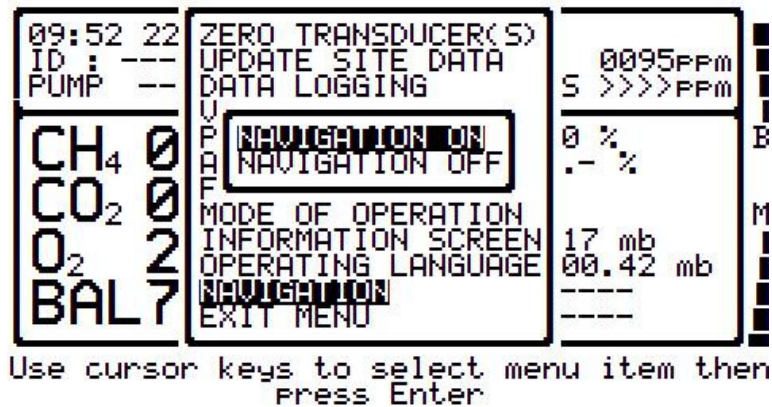 09:52 22
ID : ---
PUMP --
ZERO TRANSDUCER(S)
UPDATE SITE DATA
DATA LOGGING
V
P
A
F
NAVIGATION ON
NAVIGATION OFF
MODE OF OPERATION
INFORMATION SCREEN
OPERATING LANGUAGE
NAVIGATION
EXIT MENU
0095ppm
S >>>>ppm
CH₄ 0
CO₂ 0
O₂ 2
BAL7
0 %
.- %
17 mb
00.42 mb
----
----
B
M
Use cursor keys to select menu item then
press Enter